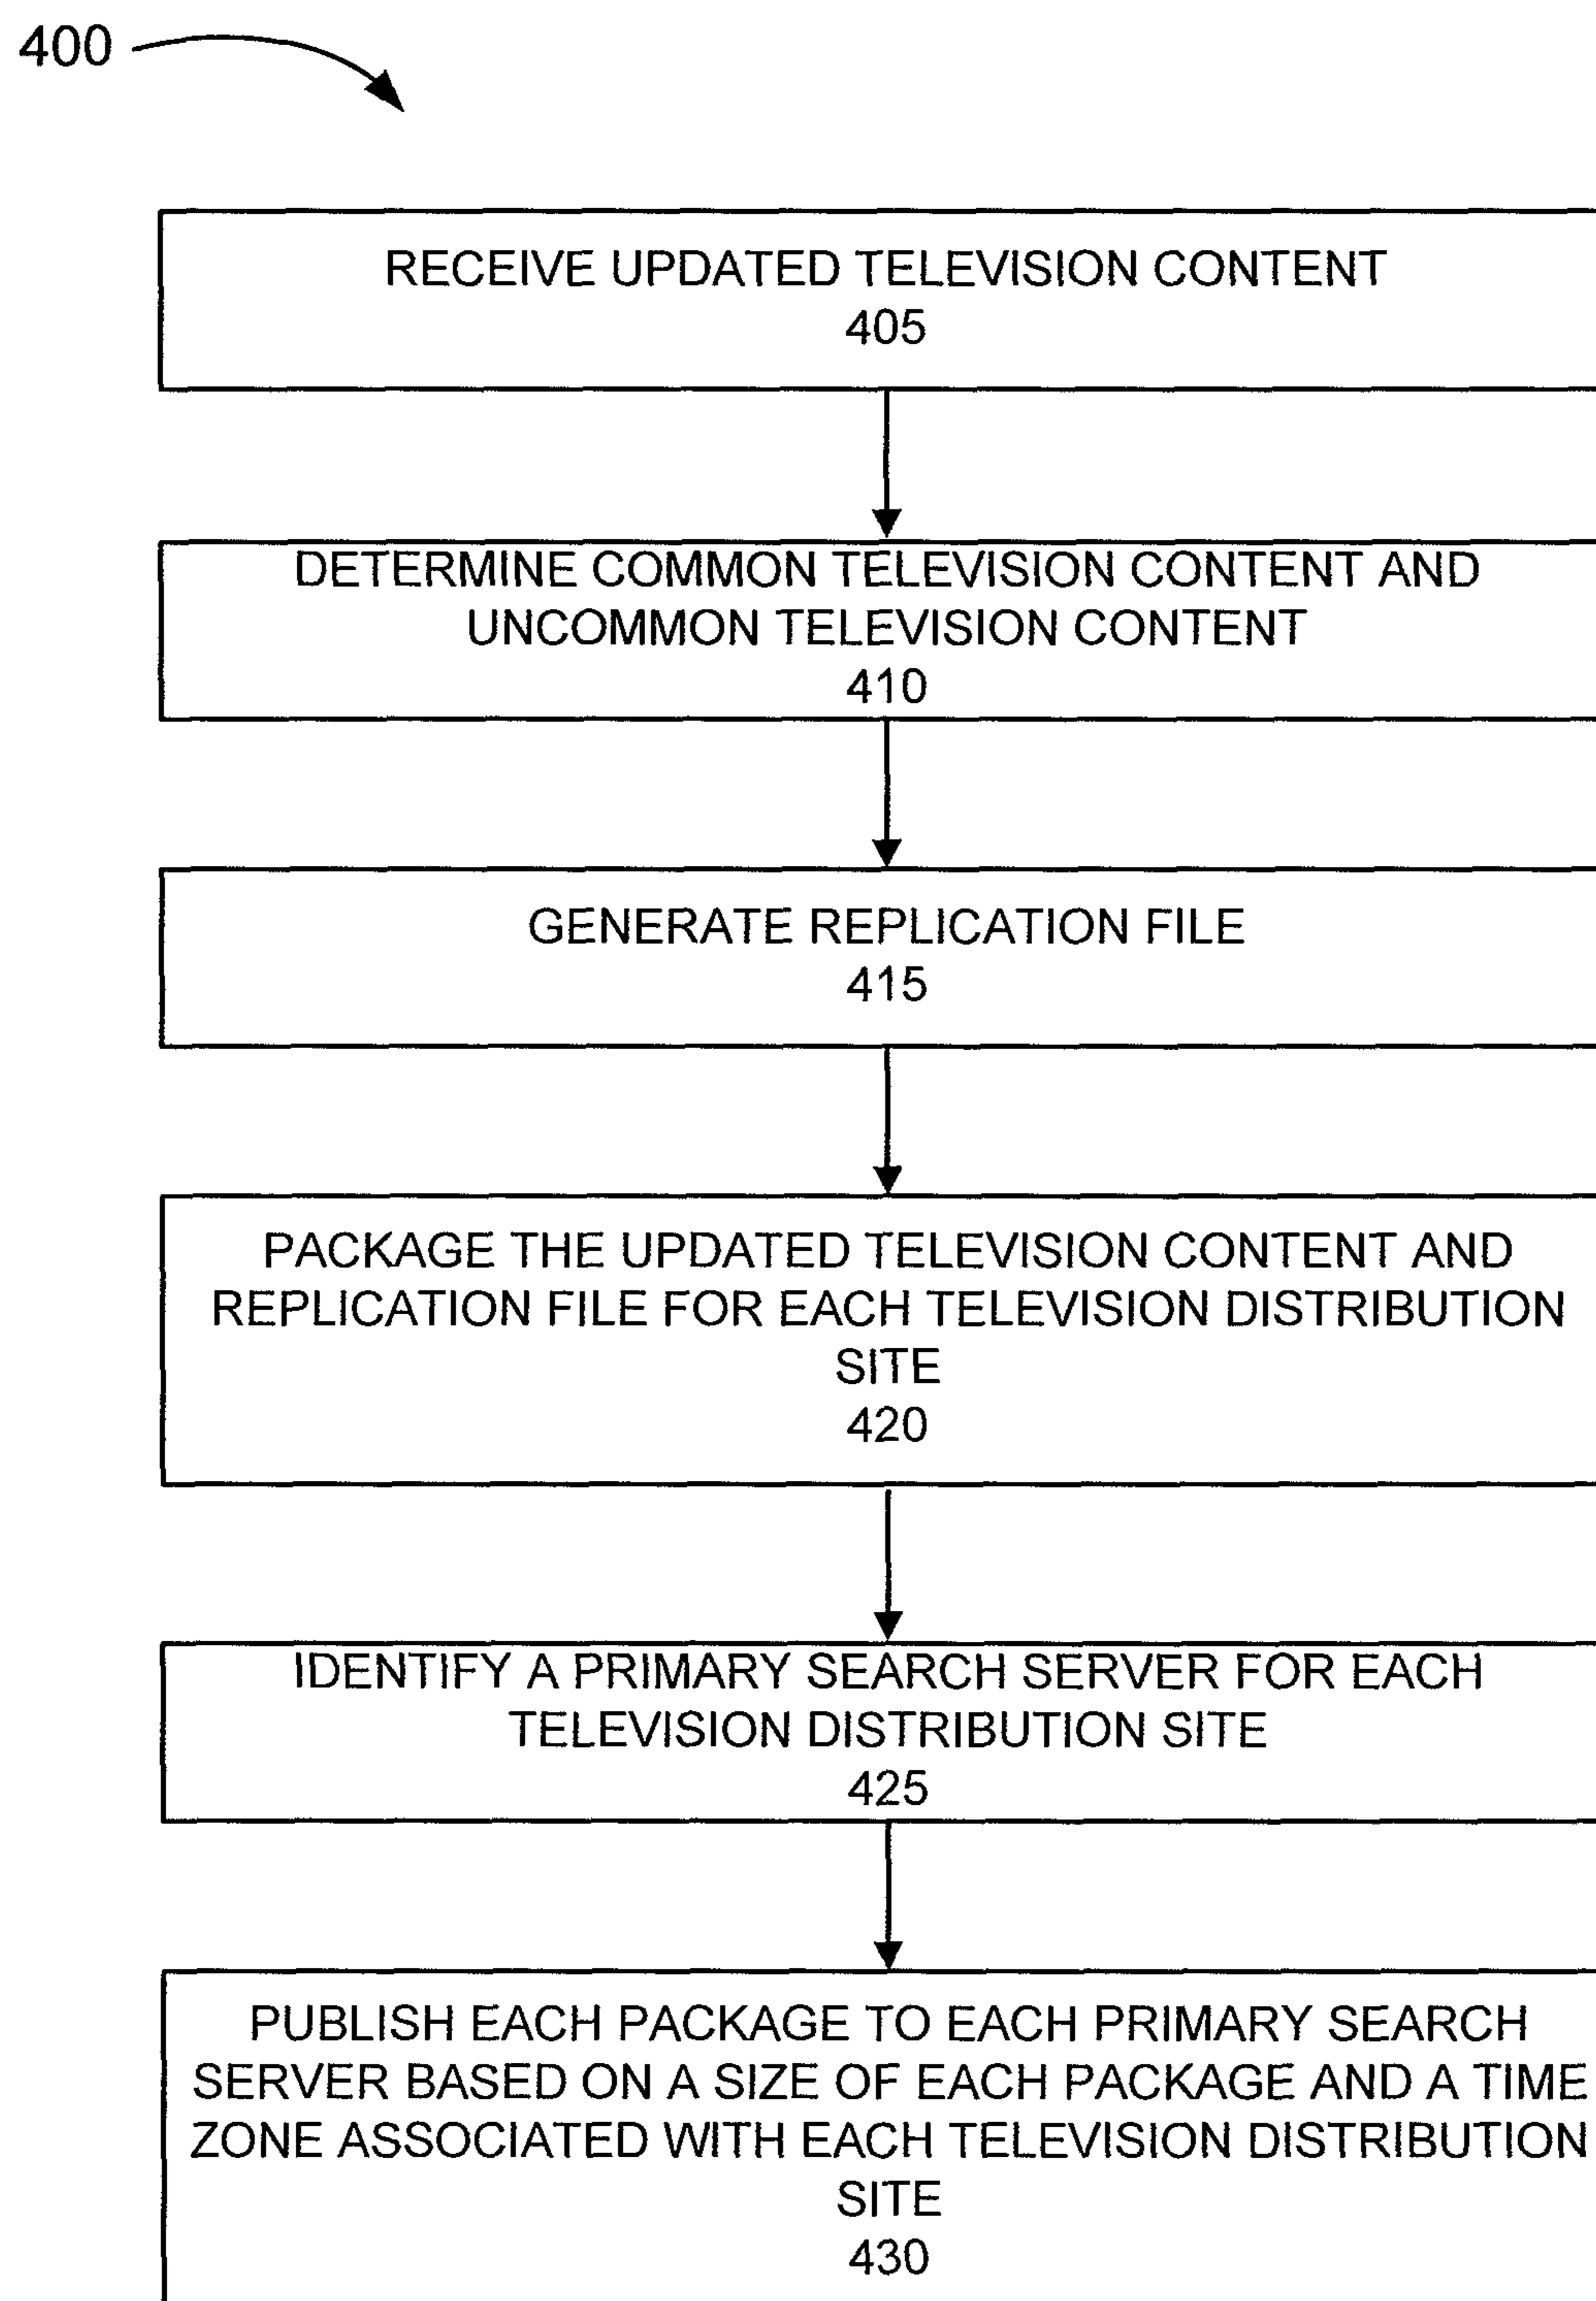 400
RECEIVE UPDATED TELEVISION CONTENT
405
DETERMINE COMMON TELEVISION CONTENT AND
UNCOMMON TELEVISION CONTENT
410
GENERATE REPLICATION FILE
415
PACKAGE THE UPDATED TELEVISION CONTENT AND
REPLICATION FILE FOR EACH TELEVISION DISTRIBUTION
SITE
420
IDENTIFY A PRIMARY SEARCH SERVER FOR EACH
TELEVISION DISTRIBUTION SITE
425
PUBLISH EACH PACKAGE TO EACH PRIMARY SEARCH
SERVER BASED ON A SIZE OF EACH PACKAGE AND A TIME
ZONE ASSOCIATED WITH EACH TELEVISION DISTRIBUTION
SITE
430